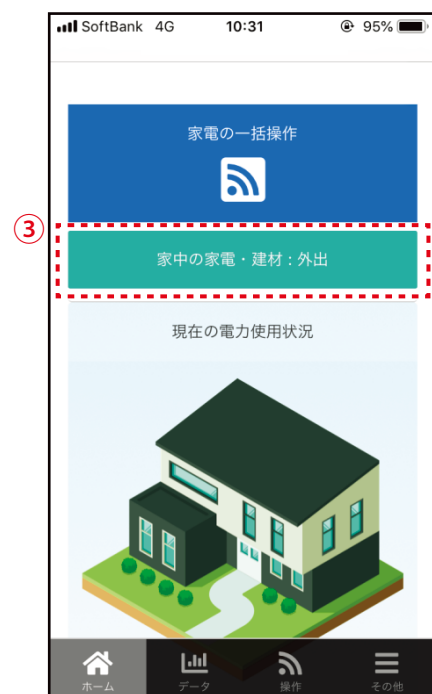 SoftBank 4G 10:31 95%
家電の一括操作
③
家中の家電・建材：外出
現在の電力使用状況
ホーム データ 操作 その他